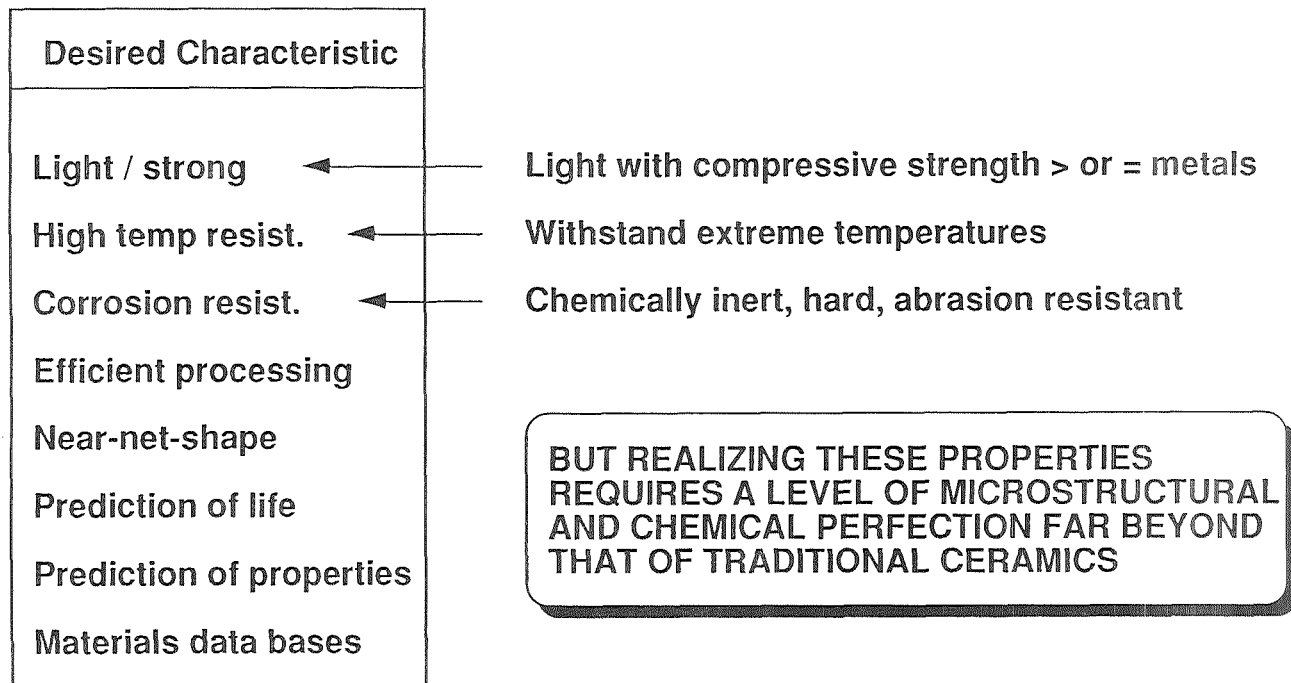 Desired Characteristic
Light / strong
Light with compressive strength > or = metals
High temp resist.
Withstand extreme temperatures
Corrosion resist.
Chemically inert, hard, abrasion resistant
Efficient processing
Near-net-shape
Prediction of life
Prediction of properties
Materials data bases
BUT REALIZING THESE PROPERTIES
REQUIRES A LEVEL OF MICROSTRUCTURAL
AND CHEMICAL PERFECTION FAR BEYOND
THAT OF TRADITIONAL CERAMICS